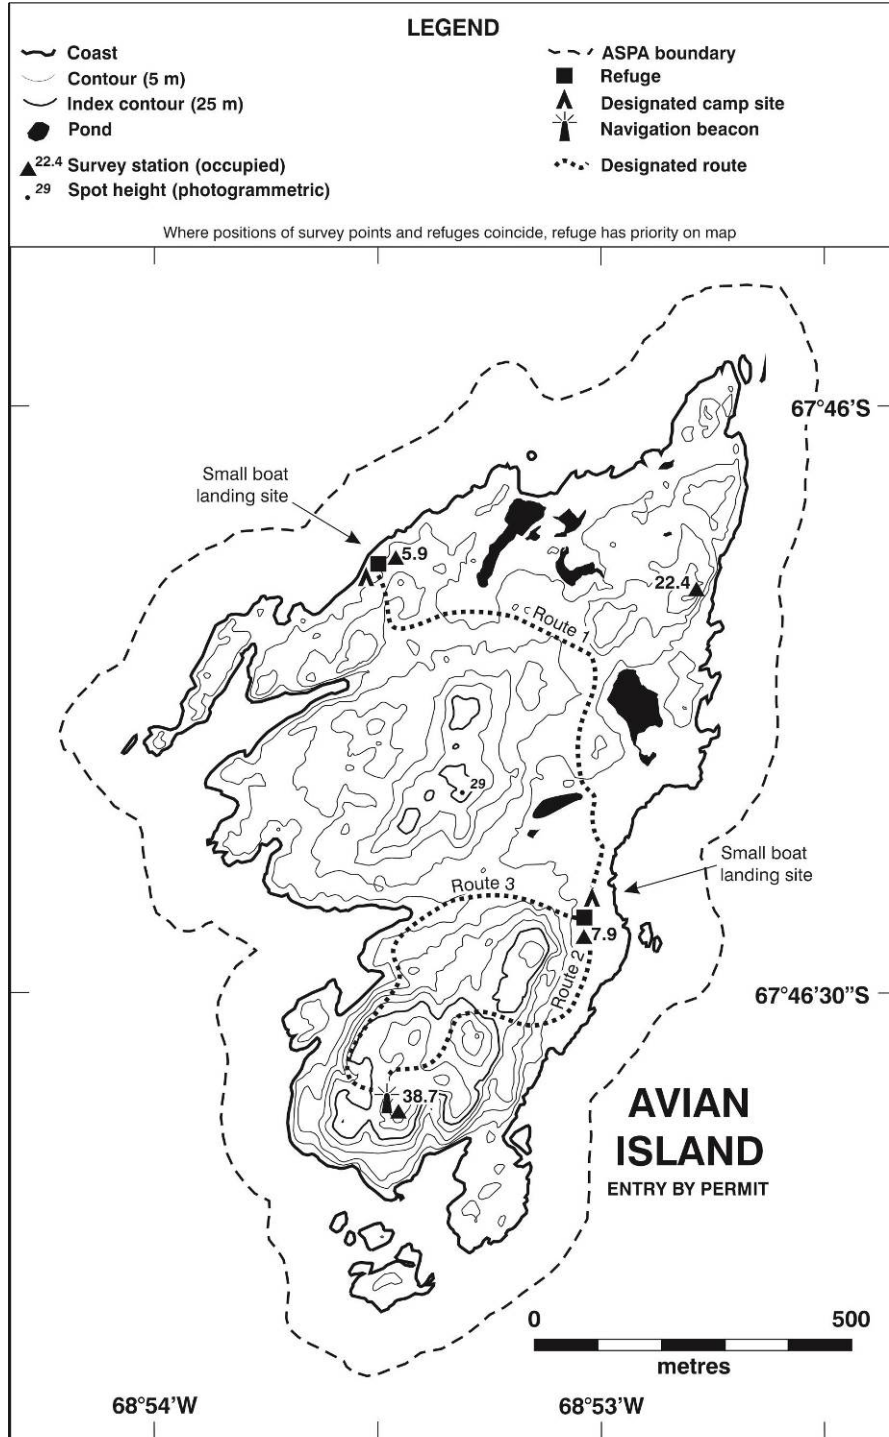 LEGEND
Coast
Contour (5 m)
Index contour (25 m)
Pond
22.4 Survey station (occupied)
29 Spot height (photogrammetric)
ASPA boundary
Refuge
Designated camp site
Navigation beacon
Designated route
Where positions of survey points and refuges coincide, refuge has priority on map
67°46'S
Small boat
landing site
5.9
22.4
Route 1
29
Small boat
landing site
Route 3
7.9
Route 2
67°46'30"S
38.7
AVIAN
ISLAND
ENTRY BY PERMIT
0 500
metres
68°54'W 68°53'W